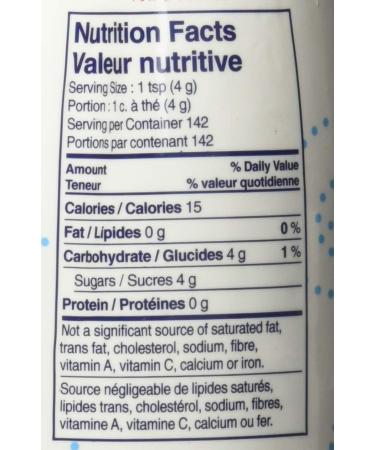 Nutrition Facts
Valeur nutritive
Serving Size : 1 tsp (4 g)
Portion : 1 c. à thé (4 g)
Serving per Container 142
Portions par contenant 142
Amount % Daily Value
Teneur % valeur quotidienne
Calories / Calories 15
Fat / Lípides 0 g 0 %
Carbohydrate / Glucides 4 g 1 %
Sugars / Sucres 4 g
Protein / Protéines 0 g
Not a significant source of saturated fat,
trans fat, cholesterol, sodium, fibre,
vitamin A, vitamin C, calcium or iron.
Source négligeable de lipides saturés,
lipides trans, cholestérol, sodium, fibres,
vitamine A, vitamine C, calcium ou fer.